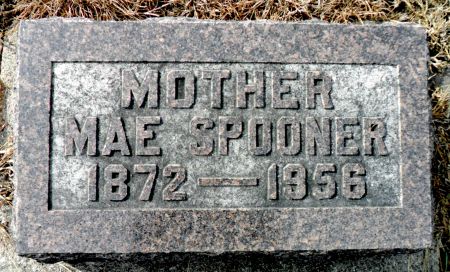 MOTHER
MAE SPOONER
1872 — 1956